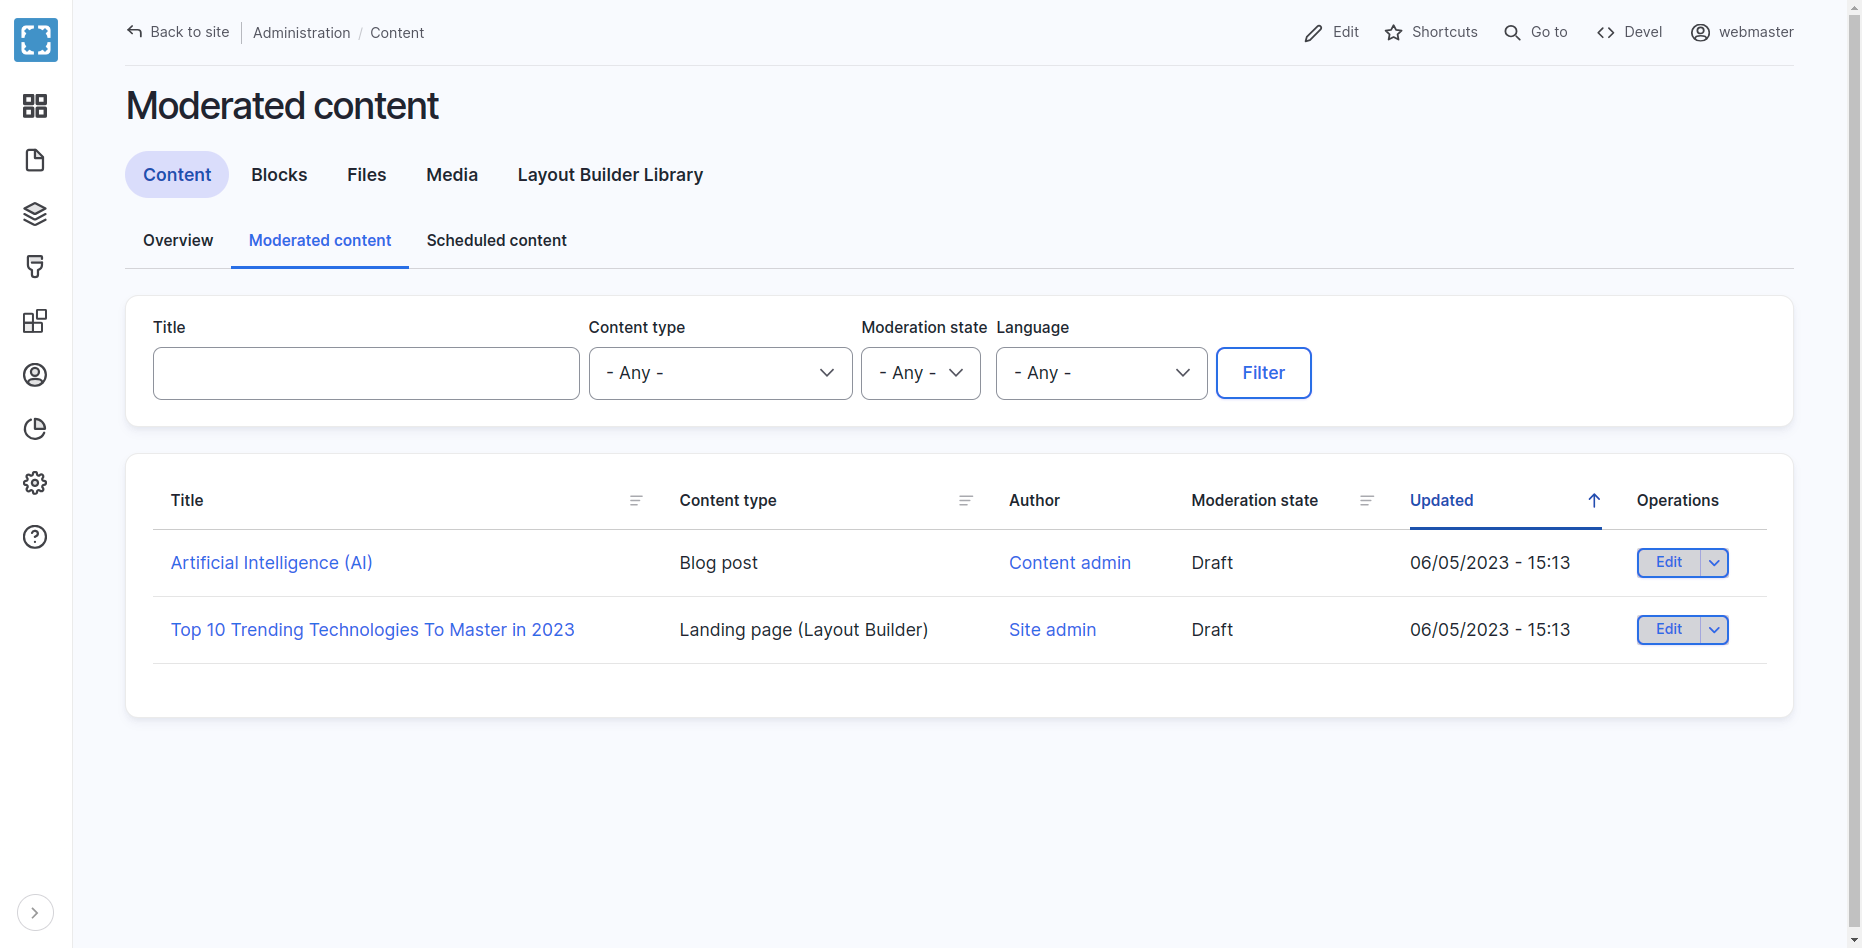 Back to site Administration / Content Edit Shortcuts Go to Devel webmaster
Moderated content
Content Blocks Files Media Layout Builder Library
Overview Moderated content Scheduled content
Title Content type Moderation state Language
- Any - - Any - - Any - Filter
Title Content type Author Moderation state Updated Operations
Artificial Intelligence (AI) Blog post Content admin Draft 06/05/2023 - 15:13 Edit
Top 10 Trending Technologies To Master in 2023 Landing page (Layout Builder) Site admin Draft 06/05/2023 - 15:13 Edit